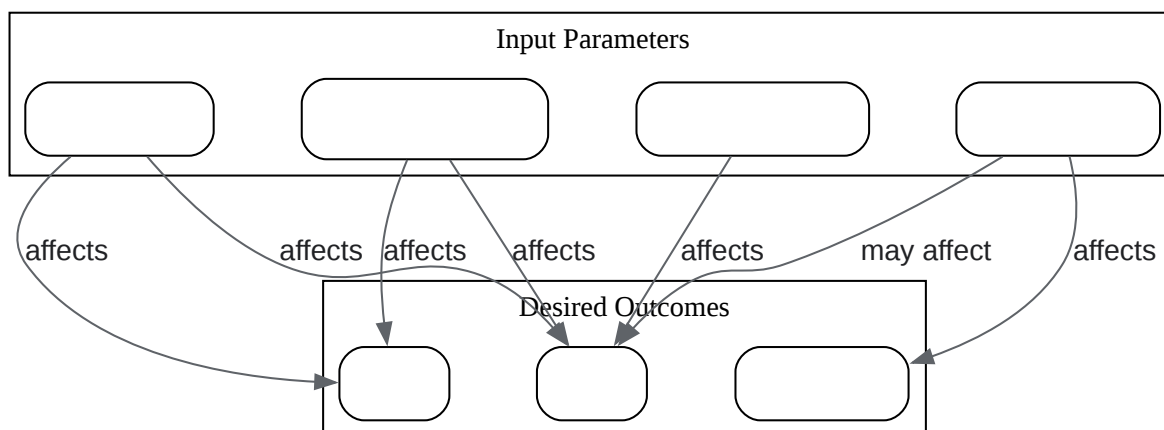 Input Parameters
affects
affects
affects
affects
affects
may affect
affects
Desired Outcomes